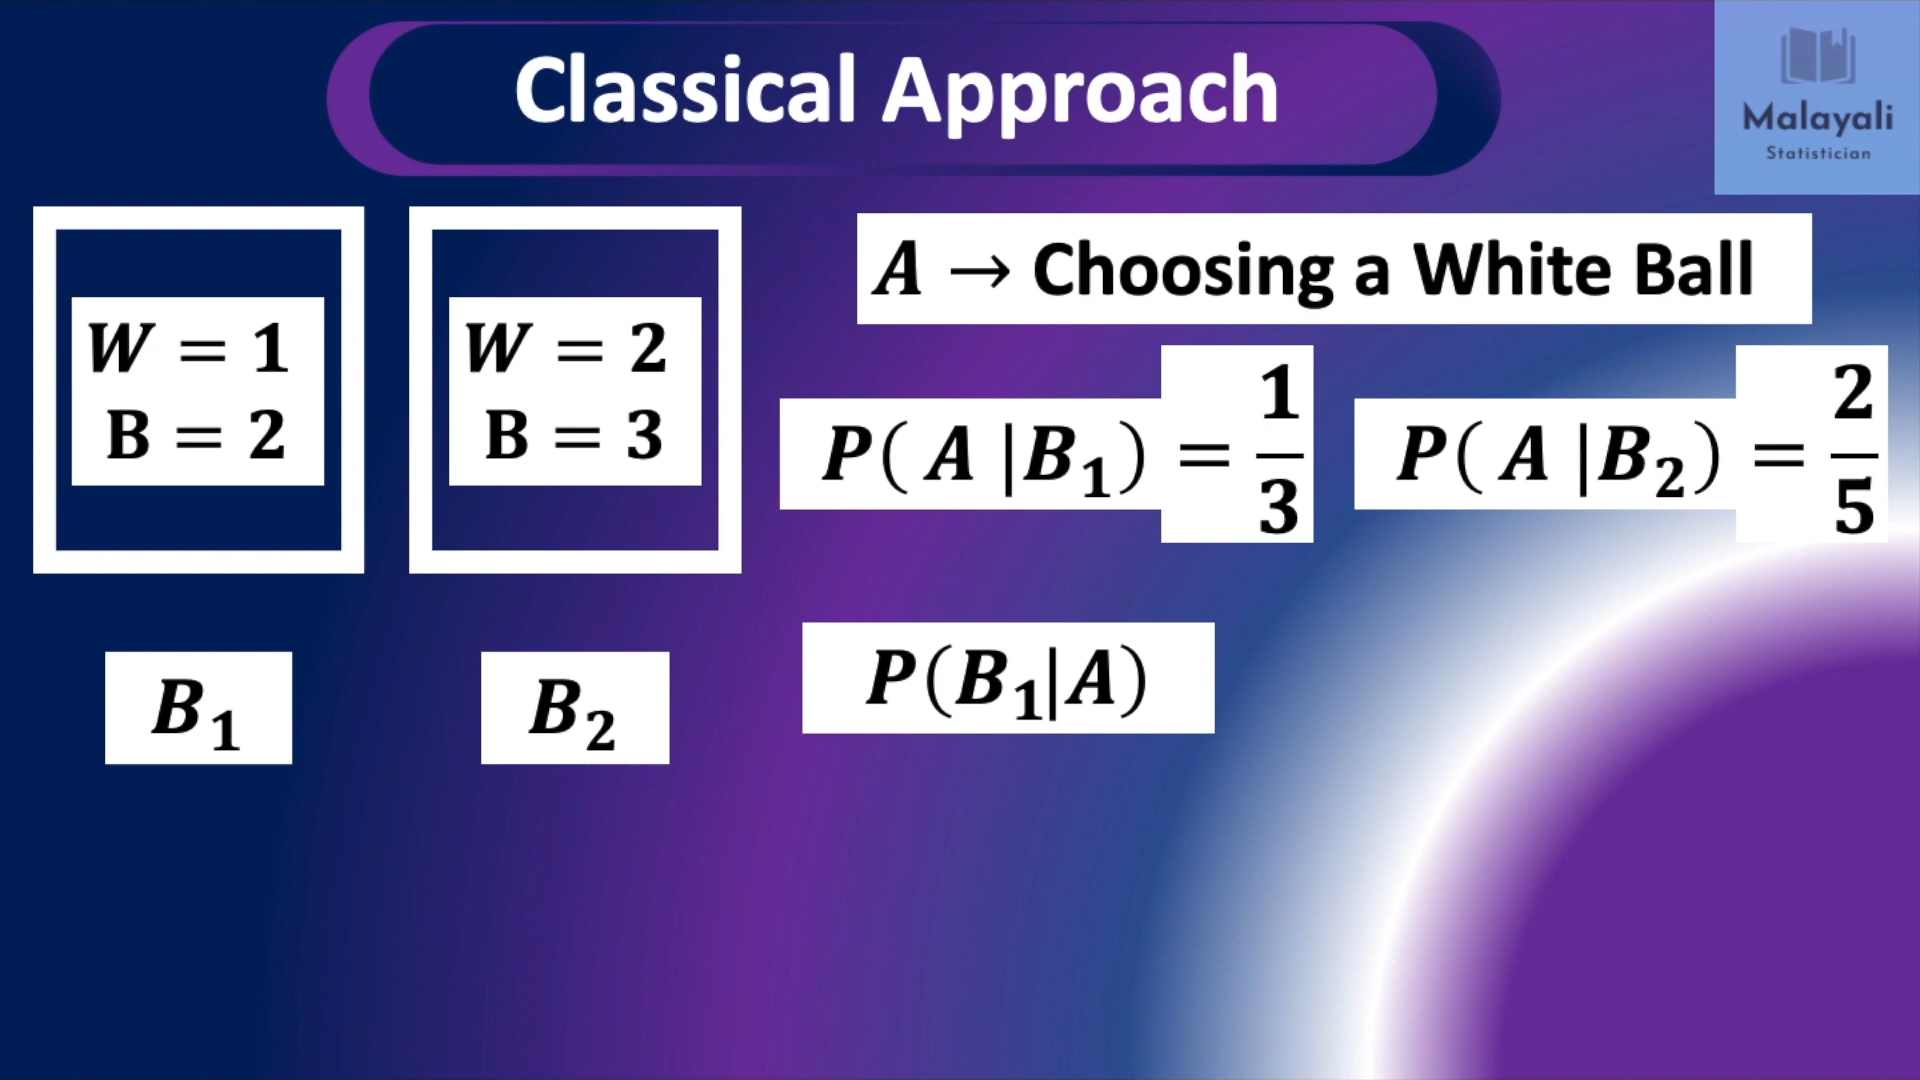 Classical Approach
Malayali
Statistician
W = 1
B = 2
W = 2
B = 3
A → Choosing a White Ball
P( A |B₁) = 1/3
P( A |B₂) = 2/5
B₁
B₂
P(B₁|A)